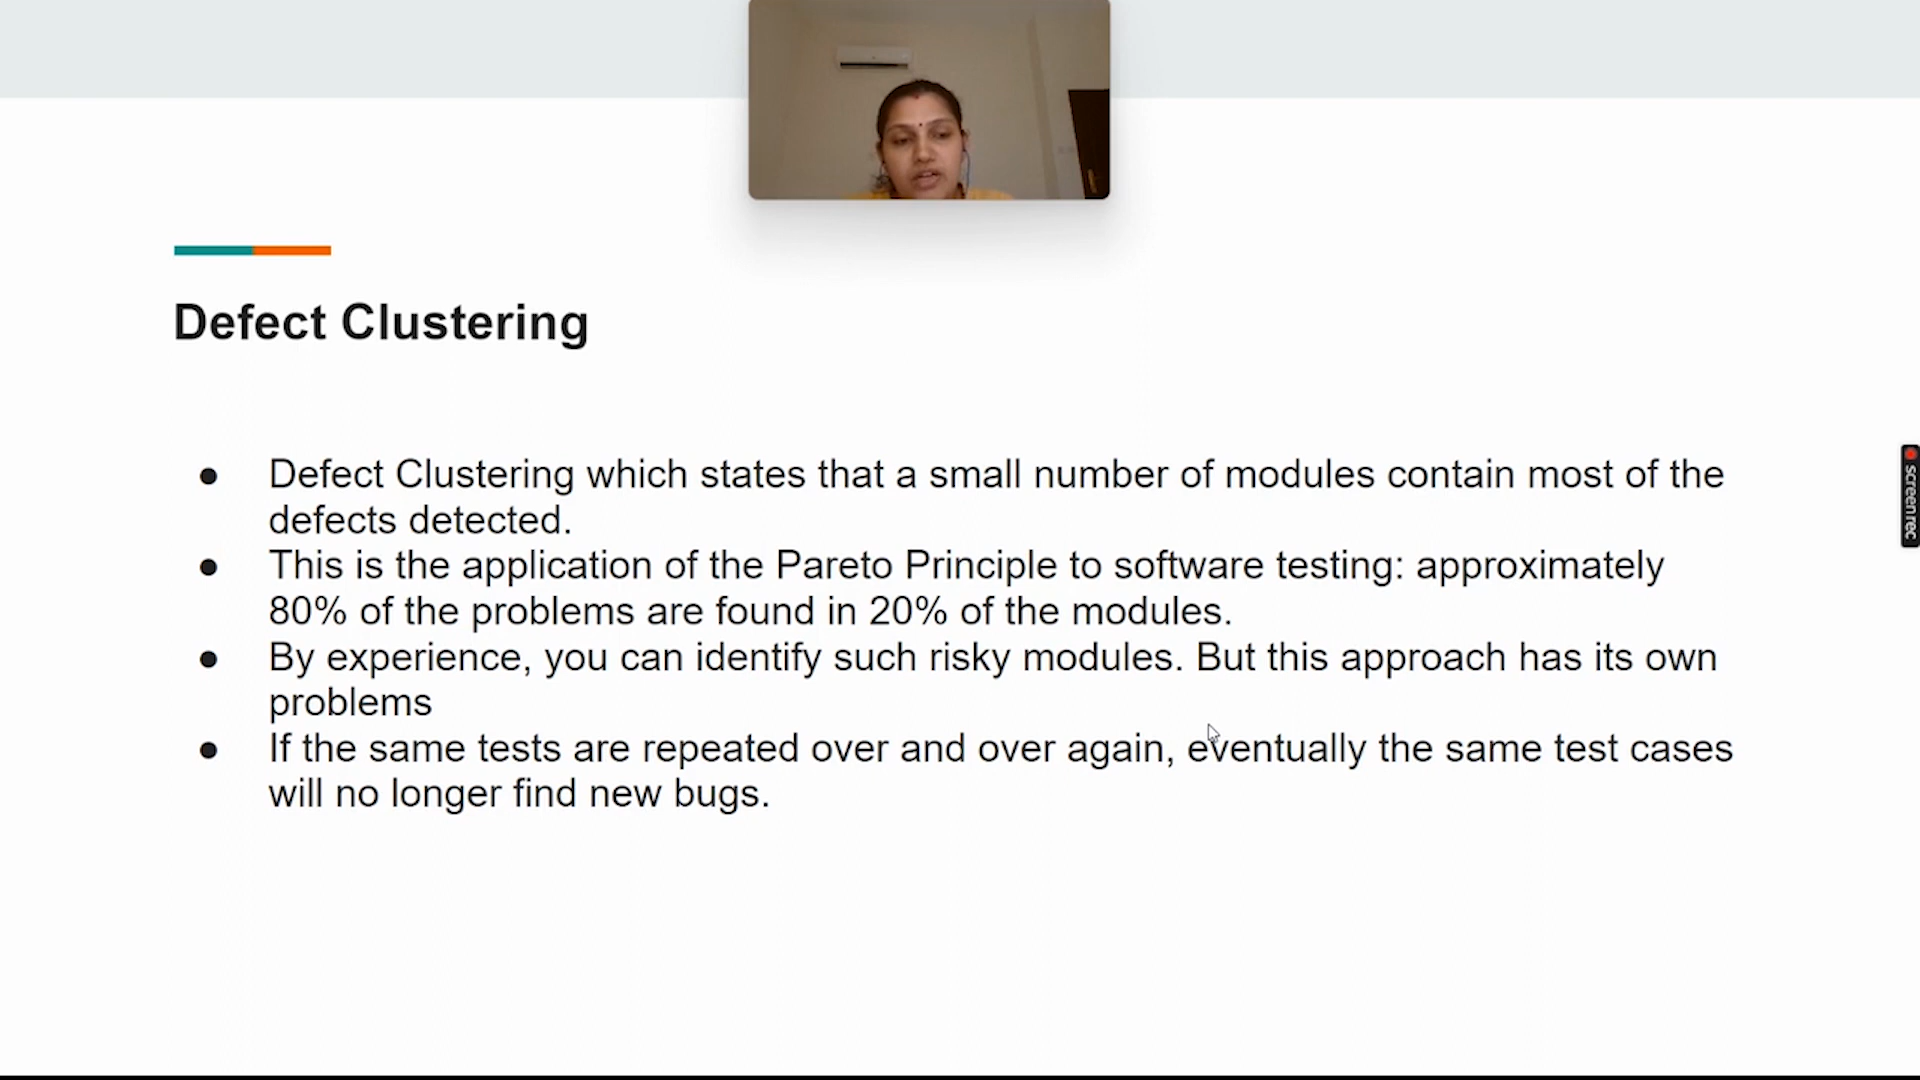 Defect Clustering
● Defect Clustering which states that a small number of modules contain most of the
defects detected.
● This is the application of the Pareto Principle to software testing: approximately
80% of the problems are found in 20% of the modules.
● By experience, you can identify such risky modules. But this approach has its own
problems
● If the same tests are repeated over and over again, eventually the same test cases
will no longer find new bugs.
screenrec